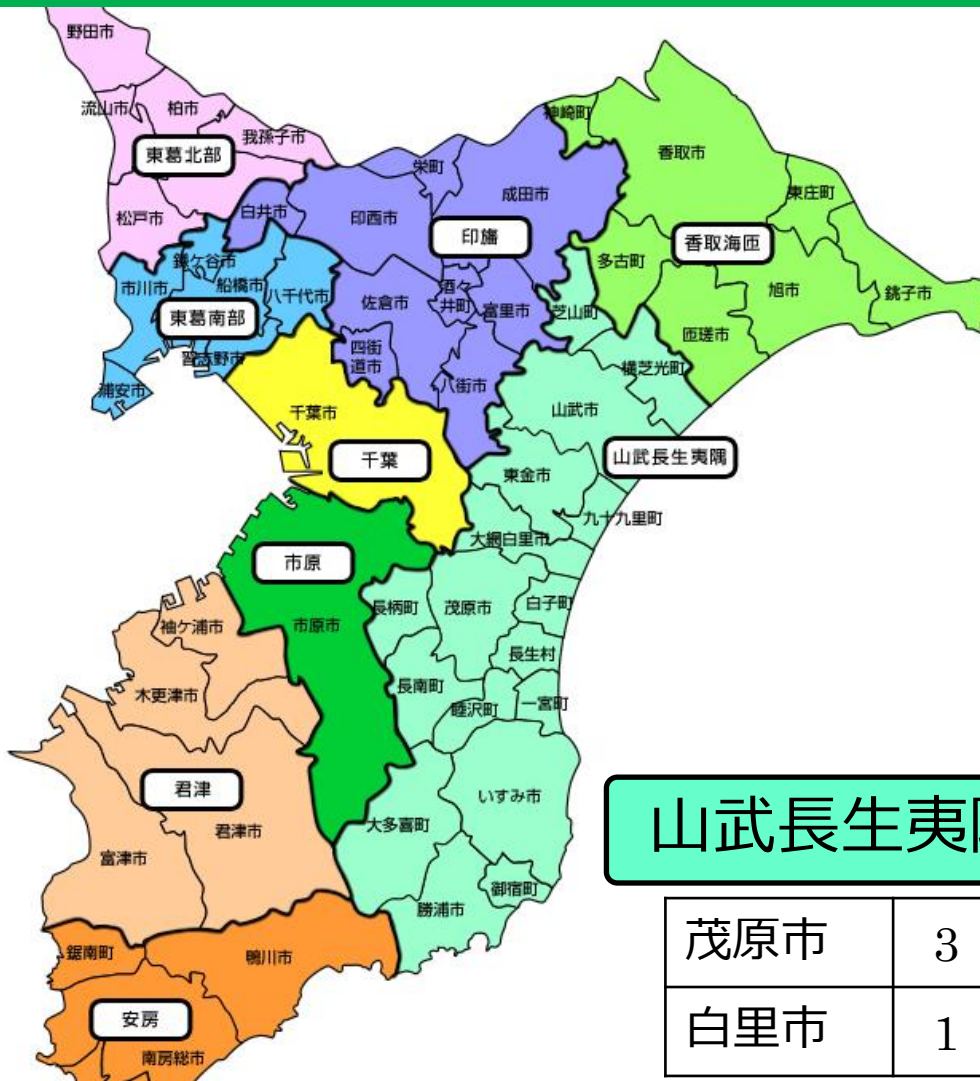 野田市
流山市
柏市
我孫子市
東葛北部
松戸市
神崎町
香取市
東庄町
栄町
成田市
白井市
印西市
印旛
香取海匝
多古町
旭市
銚子市
匝瑳市
鎌ケ谷市
市川市
船橋市
八千代市
東葛南部
習志野市
浦安市
佐倉市
酒々
井町
富里市
芝山町
四街
道市
八街市
横芝光町
千葉市
千葉
山武市
山武長生夷隅
東金市
九十九里町
大網白里市
市原
市原市
長柄町
茂原市
白子町
長生村
長南町
睦沢町
一宮町
袖ケ浦市
木更津市
君津
君津市
富津市
いすみ市
大多喜町
御宿町
勝浦市
鋸南町
鴨川市
安房
南房総市
山武長生夷隅
茂原市 3
白里市 1